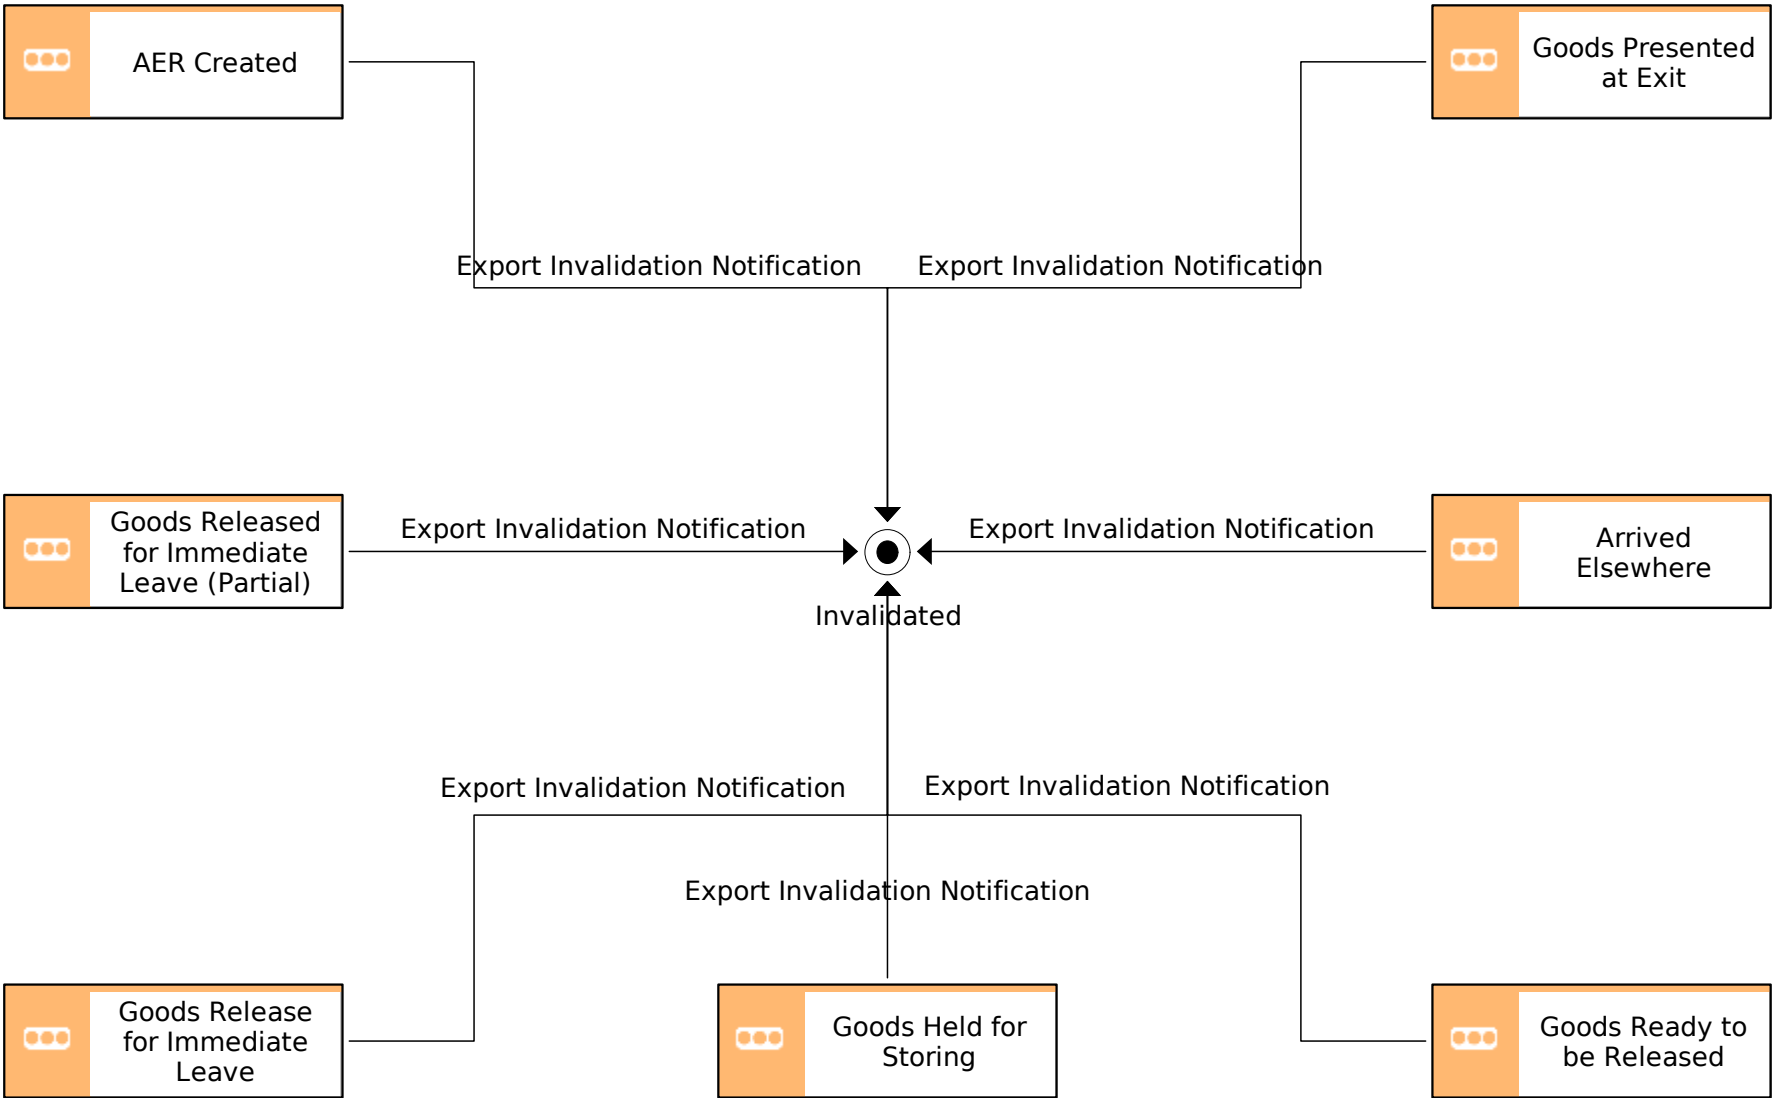 AER Created
Goods Presented
at Exit
Export Invalidation Notification
Export Invalidation Notification
Goods Released
for Immediate
Leave (Partial)
Export Invalidation Notification
Export Invalidation Notification
Arrived
Elsewhere
Invalidated
Export Invalidation Notification
Export Invalidation Notification
Export Invalidation Notification
Goods Release
for Immediate
Leave
Goods Held for
Storing
Goods Ready to
be Released